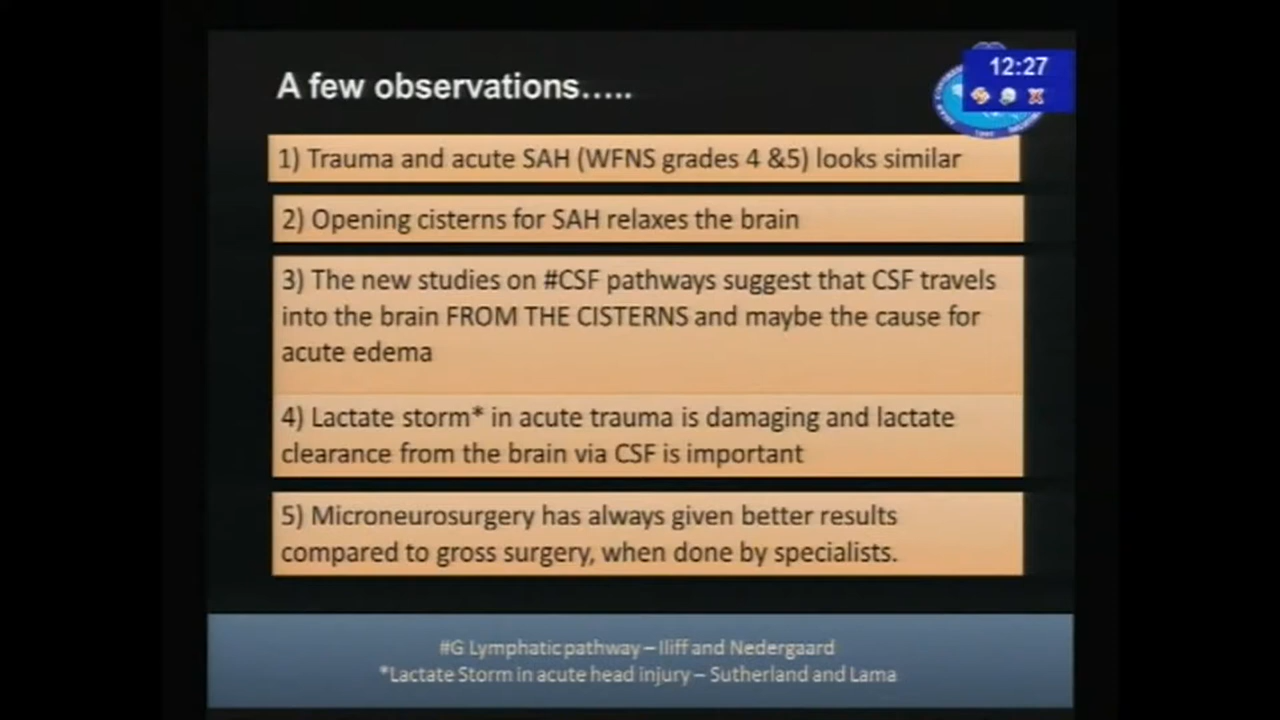 A few observations…..
12:27
1) Trauma and acute SAH (WFNS grades 4 &5) looks similar
2) Opening cisterns for SAH relaxes the brain
3) The new studies on #CSF pathways suggest that CSF travels
into the brain FROM THE CISTERNS and maybe the cause for
acute edema
4) Lactate storm* in acute trauma is damaging and lactate
clearance from the brain via CSF is important
5) Microneurosurgery has always given better results
compared to gross surgery, when done by specialists.
#G Lymphatic pathway – Iliff and Nedergaard
*Lactate Storm in acute head injury – Sutherland and Lama